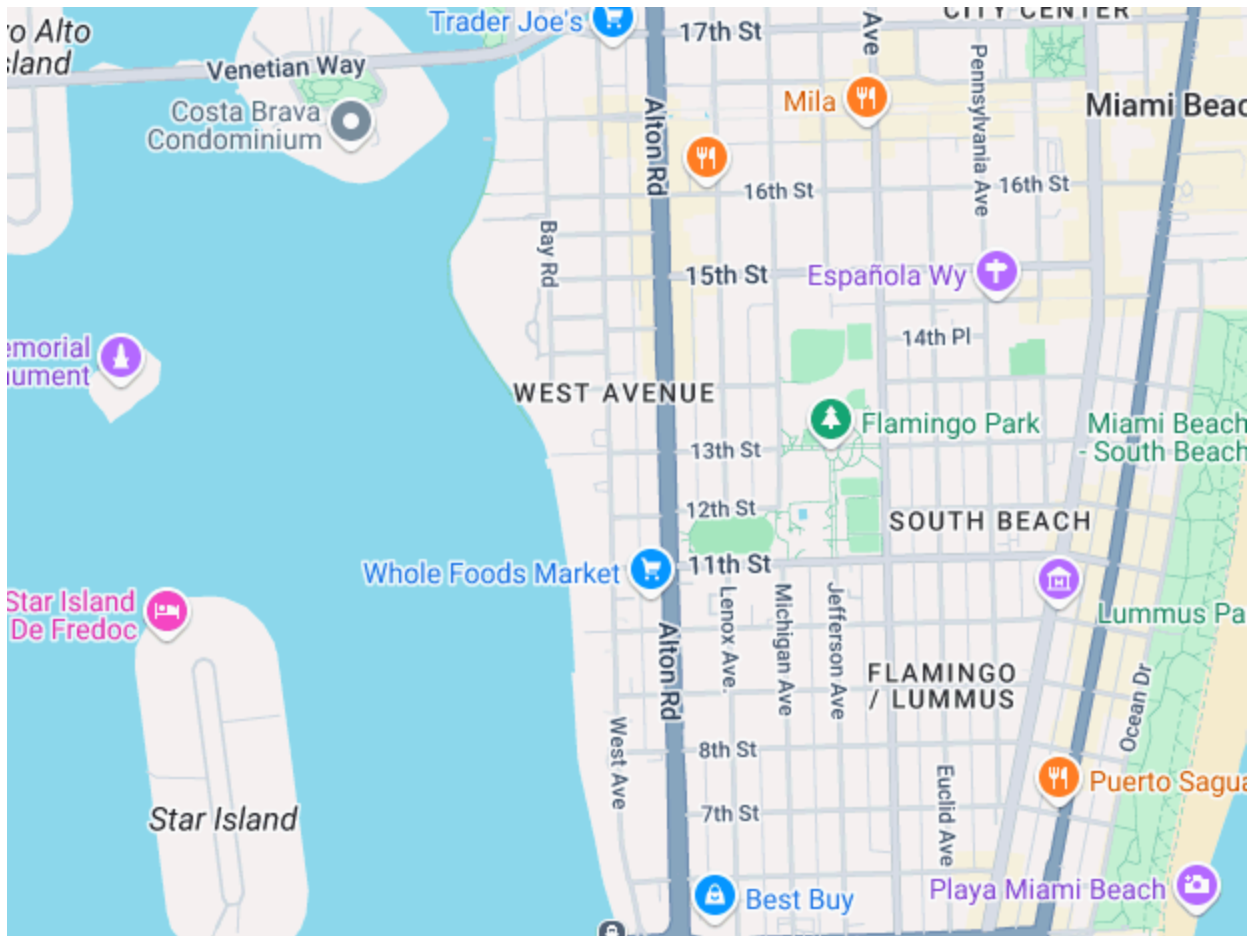 Trader Joe's
17th St
Ave
CITY CENTER
ro Alto
sland
Venetian Way
Costa Brava
Condominium
Alton Rd
Mila
Pennsylvania Ave
Miami Beac
16th St
16th St
Bay Rd
15th St
Española Wy
14th Pl
emorial
nument
WEST AVENUE
Flamingo Park
Miami Beach
- South Beach
13th St
12th St
SOUTH BEACH
Whole Foods Market
11th St
Star Island
De Fredoc
Lenox Ave.
Michigan Ave
Jefferson Ave
Lummus Pa
Alton Rd
FLAMINGO
/ LUMMUS
Ocean Dr
West Ave
8th St
Euclid Ave
Puerto Sagua
7th St
Star Island
Best Buy
Playa Miami Beach